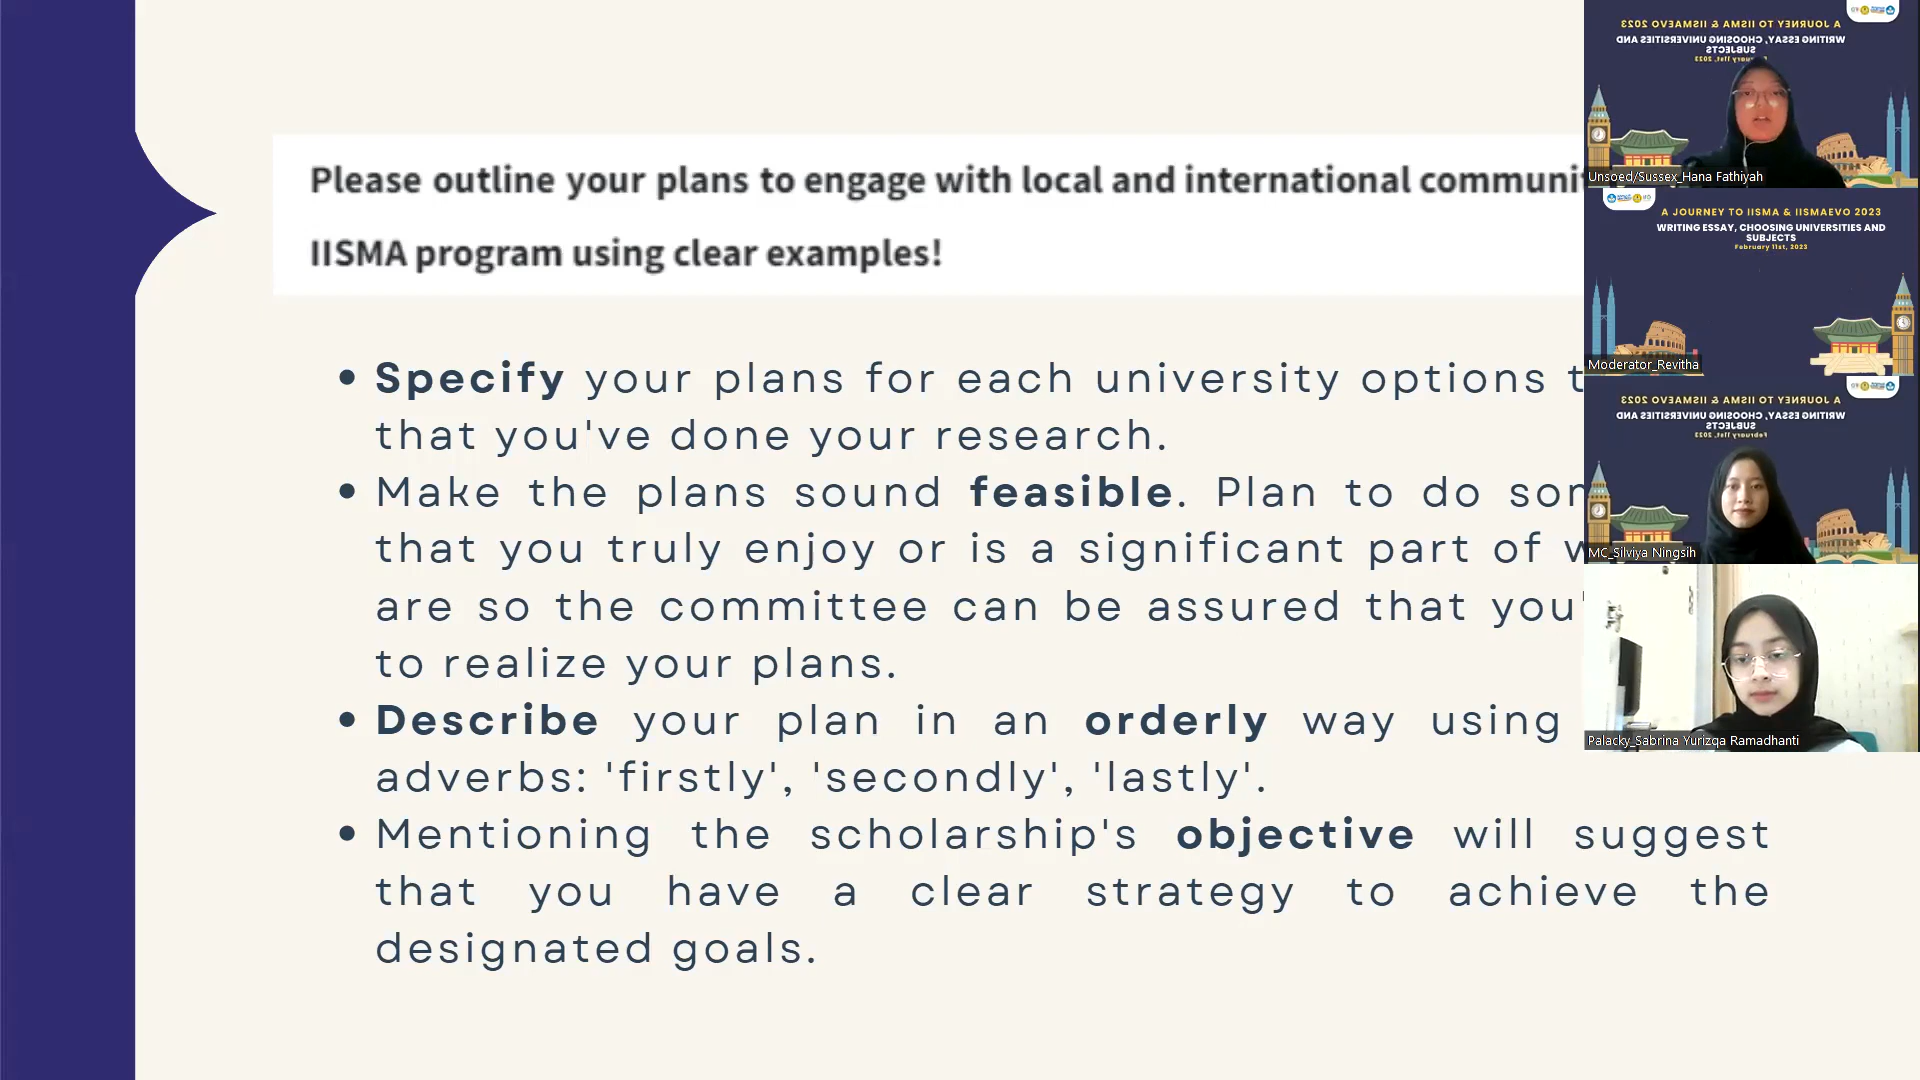 Please outline your plans to engage with local and international
IISMA program using clear examples!
• Specify your plans for each university options
that you've done your research.
• Make the plans sound feasible. Plan to do
that you truly enjoy or is a significant part of
are so the committee can be assured that
to realize your plans.
• Describe your plan in an orderly way using
adverbs: 'firstly', 'secondly', 'lastly'.
• Mentioning the scholarship's objective will suggest
that you have a clear strategy to achieve the
designated goals.
A JOURNEY TO IISMA & IISMAEVO 2023
WRITING ESSAY, CHOOSING UNIVERSITIES AND
SUBJECTS
Unsoed/Sussex_Hana Fathiyah
A JOURNEY TO IISMA & IISMAEVO 2023
WRITING ESSAY, CHOOSING UNIVERSITIES AND
SUBJECTS
February 11st, 2023
Moderator_Revitha
A JOURNEY TO IISMA & IISMAEVO 2023
WRITING ESSAY, CHOOSING UNIVERSITIES AND
SUBJECTS
February 11st, 2023
MC_Silviya Ningsih
Palacky_Sabrina Yurizqa Ramadhanti